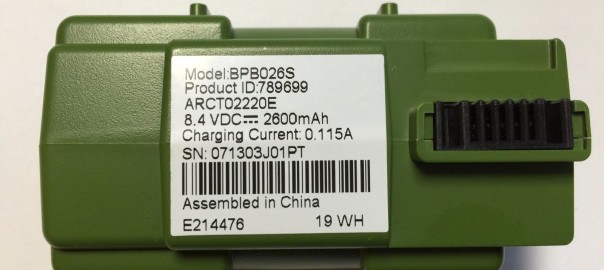 Model:BPB026S
Product ID:789699
ARCT02220E
8.4 VDC⎓ 2600mAh
Charging Current: 0.115A
SN: 071303J01PT
Assembled in China
E214476 19 WH